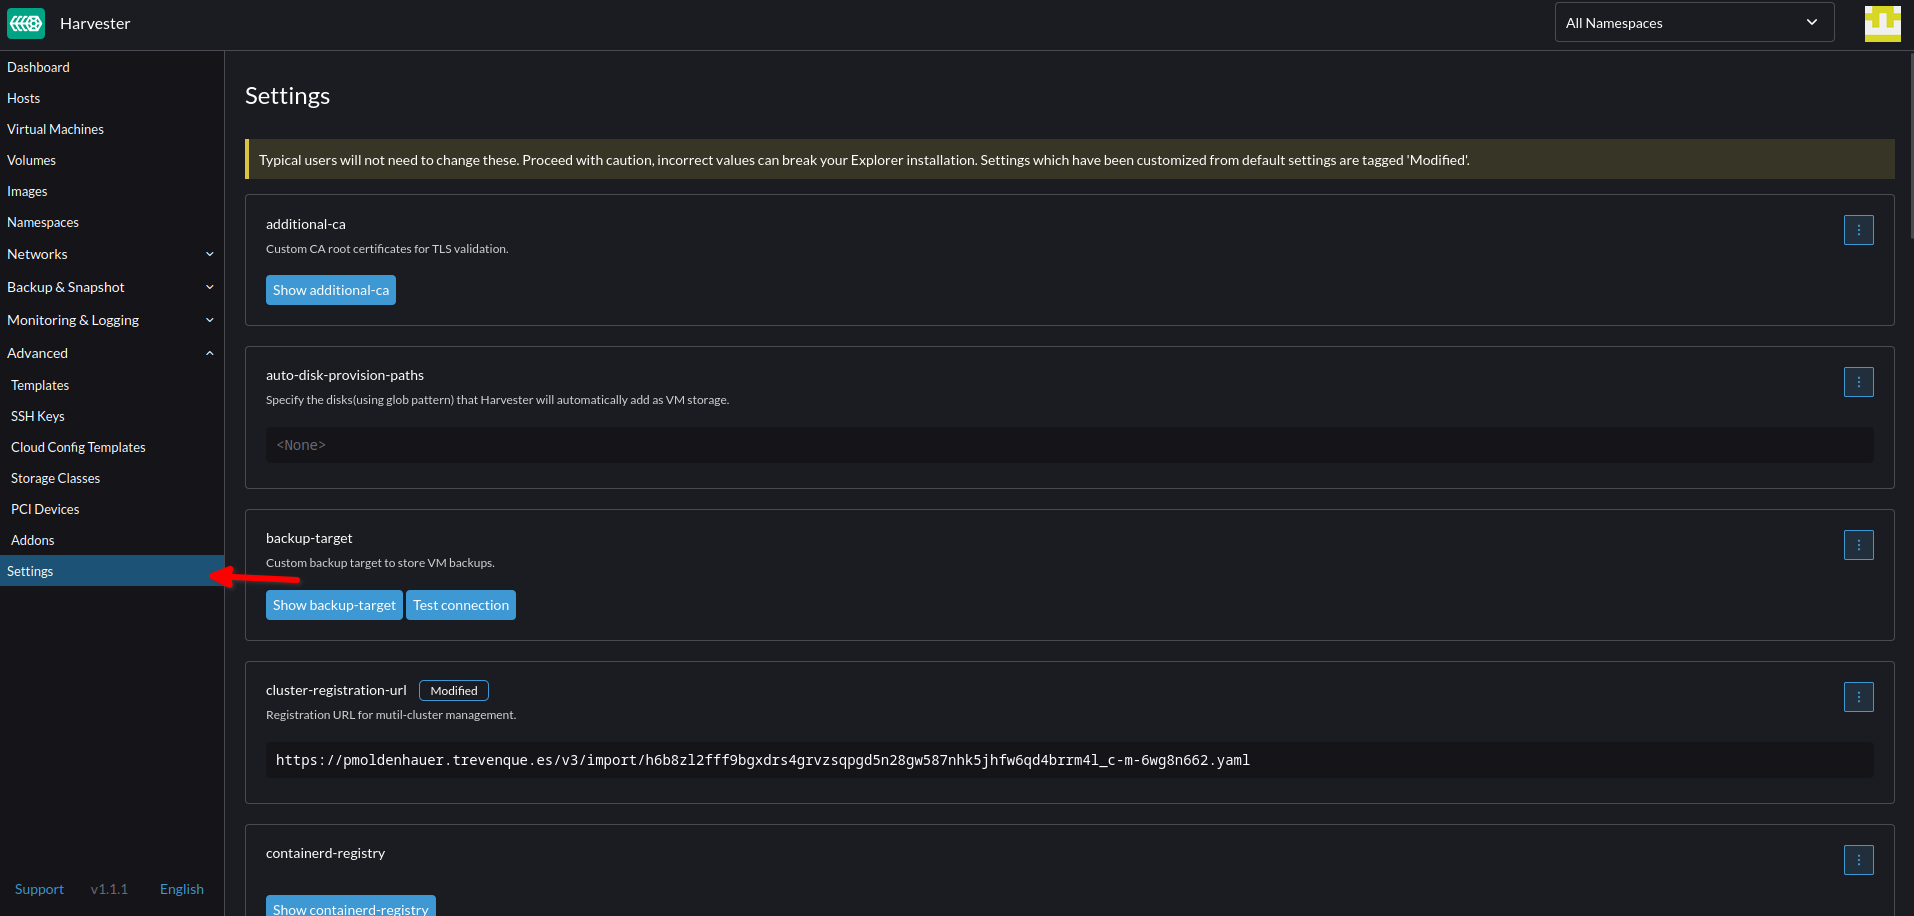 Harvester
All Namespaces
Dashboard
Hosts
Virtual Machines
Volumes
Images
Namespaces
Networks
Backup & Snapshot
Monitoring & Logging
Advanced
Templates
SSH Keys
Cloud Config Templates
Storage Classes
PCI Devices
Addons
Settings
Support v1.1.1 English
Settings
Typical users will not need to change these. Proceed with caution, incorrect values can break your Explorer installation. Settings which have been customized from default settings are tagged 'Modified'.
additional-ca
Custom CA root certificates for TLS validation.
Show additional-ca
auto-disk-provision-paths
Specify the disks(using glob pattern) that Harvester will automatically add as VM storage.
<None>
backup-target
Custom backup target to store VM backups.
Show backup-target Test connection
cluster-registration-url Modified
Registration URL for mutil-cluster management.
https://pmoldenhauer.trevenque.es/v3/import/h6b8zl2fff9bgxdrs4grvzsqpgd5n28gw587nhk5jhfw6qd4brrm4l_c-m-6wg8n662.yaml
containerd-registry
Show containerd-registry